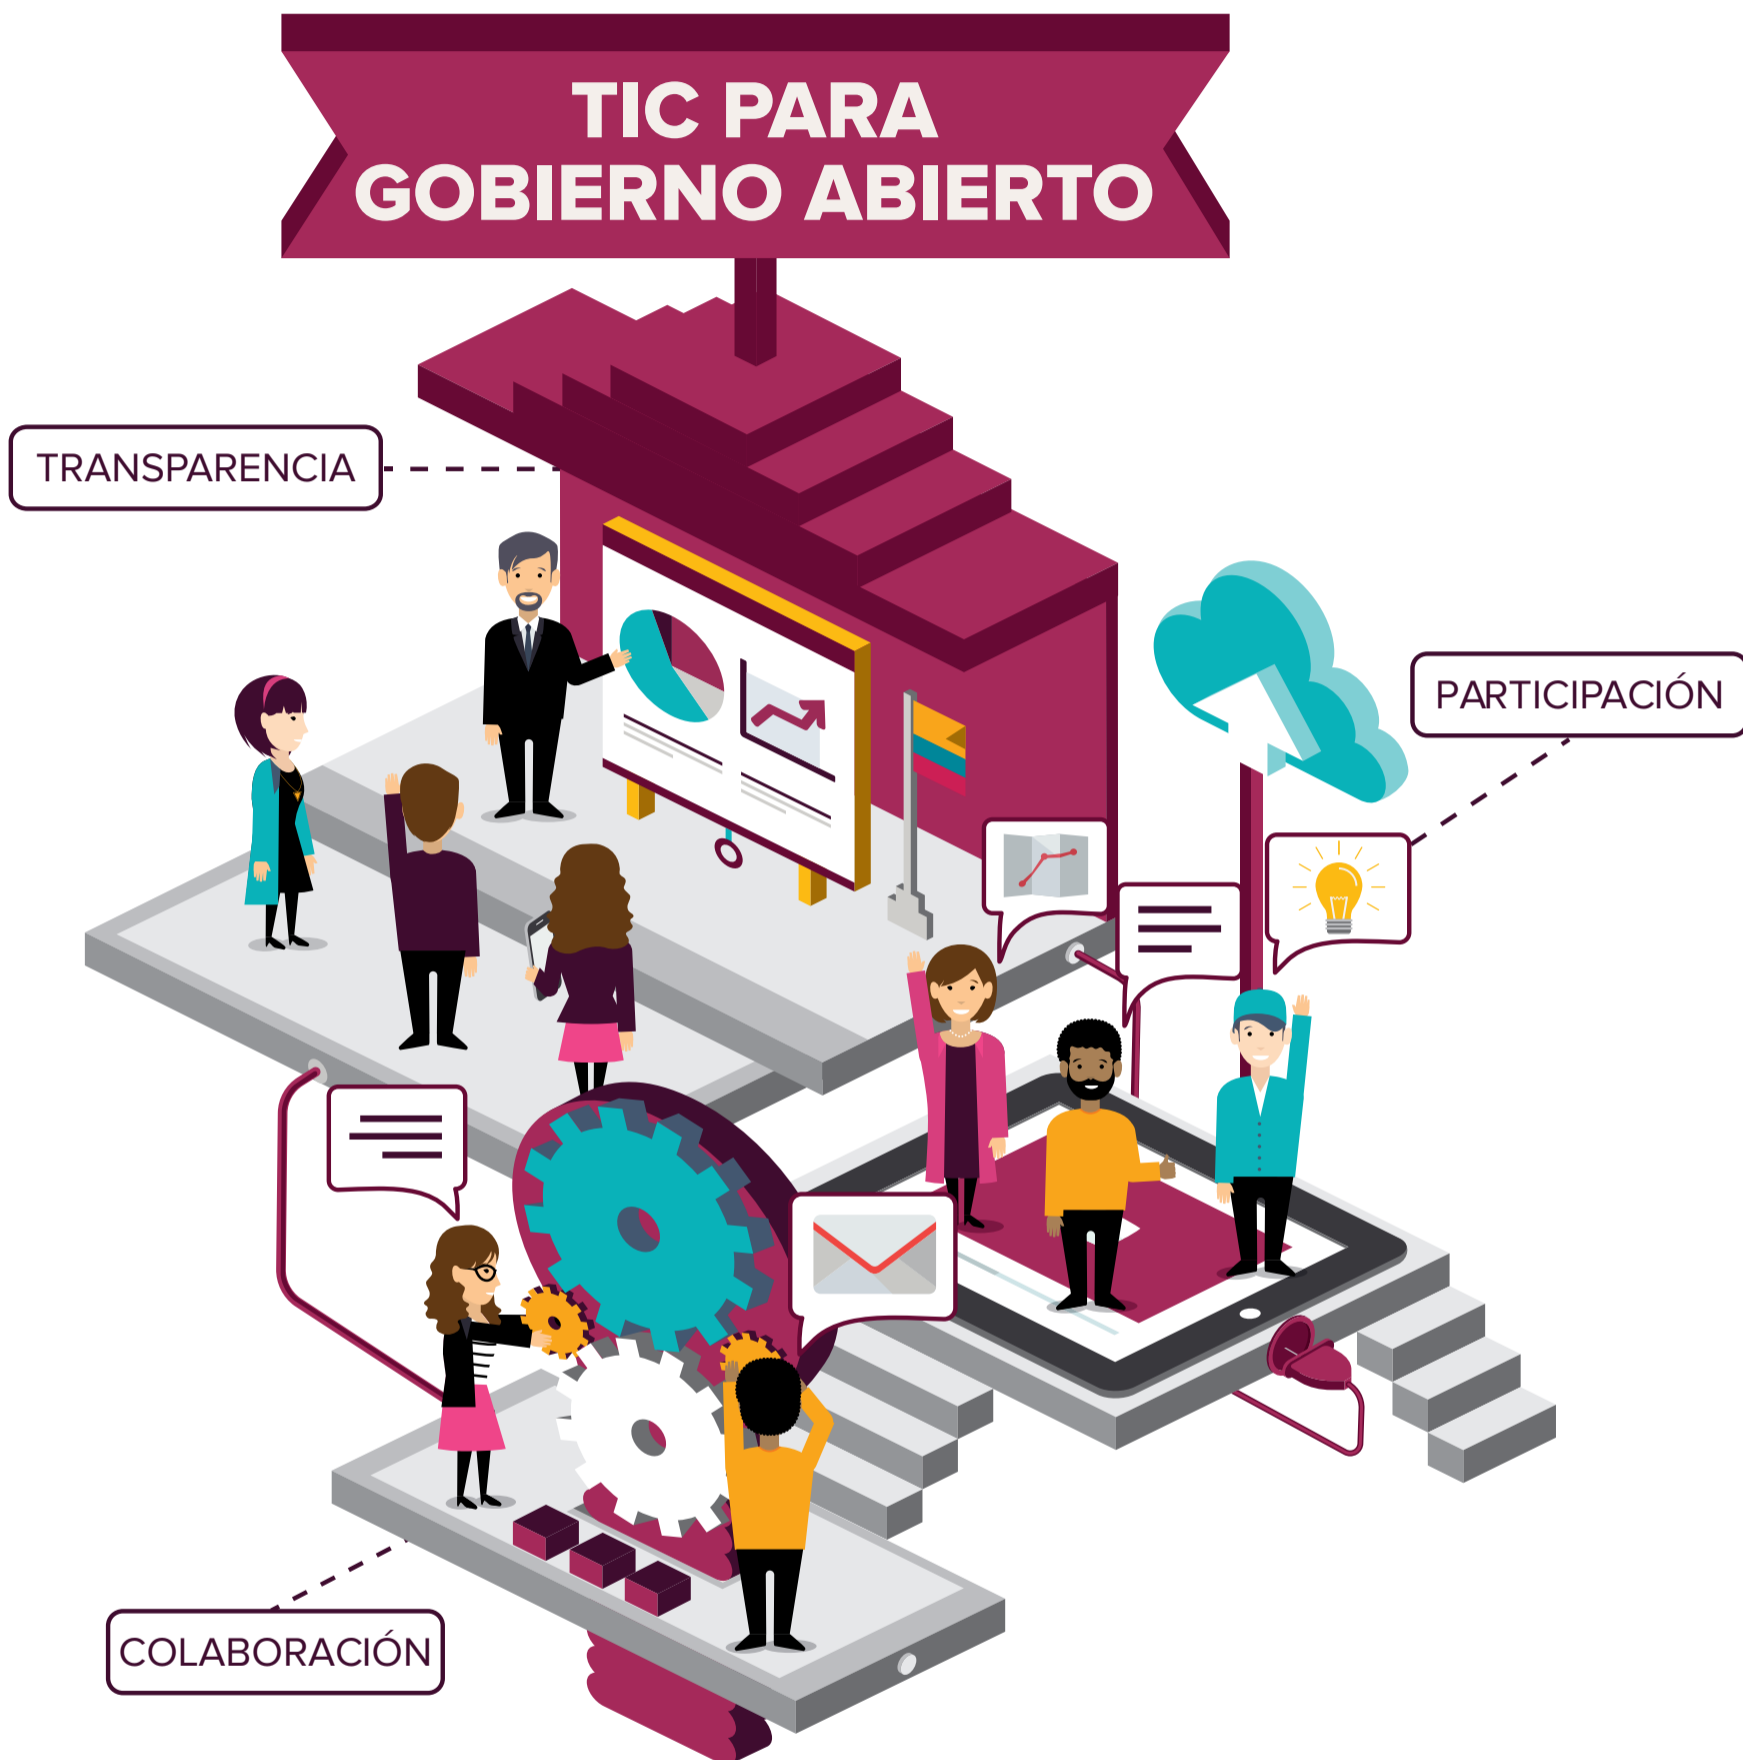 TIC PARA
GOBIERNO ABIERTO
TRANSPARENCIA
PARTICIPACIÓN
COLABORACIÓN